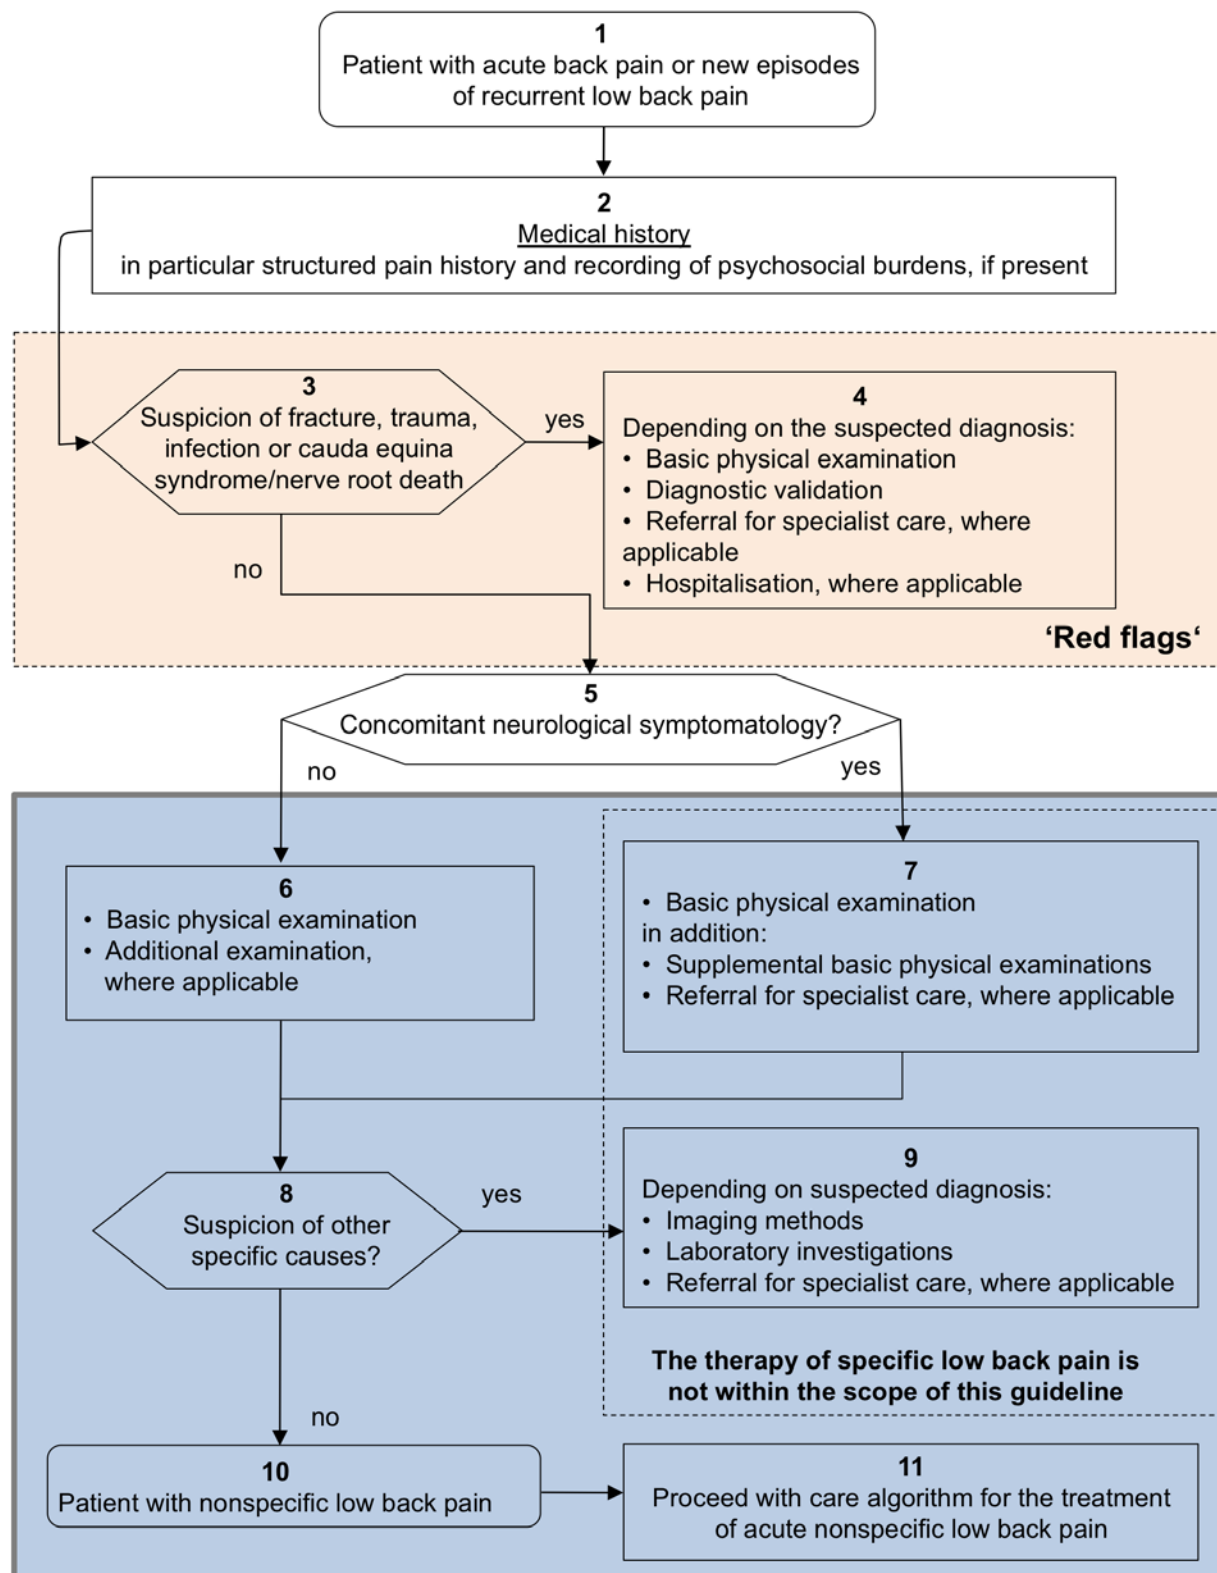 1
Patient with acute back pain or new episodes
of recurrent low back pain
2
Medical history
in particular structured pain history and recording of psychosocial burdens, if present
3
Suspicion of fracture, trauma,
infection or cauda equina
syndrome/nerve root death
yes
no
4
Depending on the suspected diagnosis:
• Basic physical examination
• Diagnostic validation
• Referral for specialist care, where
applicable
• Hospitalisation, where applicable
‘Red flags‘
5
Concomitant neurological symptomatology?
no
yes
6
• Basic physical examination
• Additional examination,
where applicable
7
• Basic physical examination
in addition:
• Supplemental basic physical examinations
• Referral for specialist care, where applicable
8
Suspicion of other
specific causes?
yes
no
9
Depending on suspected diagnosis:
• Imaging methods
• Laboratory investigations
• Referral for specialist care, where applicable
The therapy of specific low back pain is
not within the scope of this guideline
10
Patient with nonspecific low back pain
11
Proceed with care algorithm for the treatment
of acute nonspecific low back pain